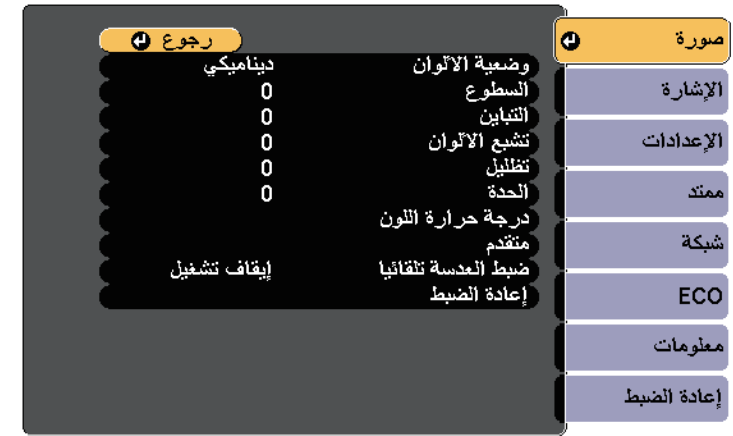 صورة
الإشارة
الإعدادات
ممتد
شبكة
ECO
معلومات
إعادة الضبط
رجوع
وضعية الألوان ديناميكي
السطوع 0
التباين 0
تشبع الألوان 0
تظليل 0
الحدة 0
درجة حرارة اللون
متقدم
ضبط العدسة تلقائيا إيقاف تشغيل
إعادة الضبط